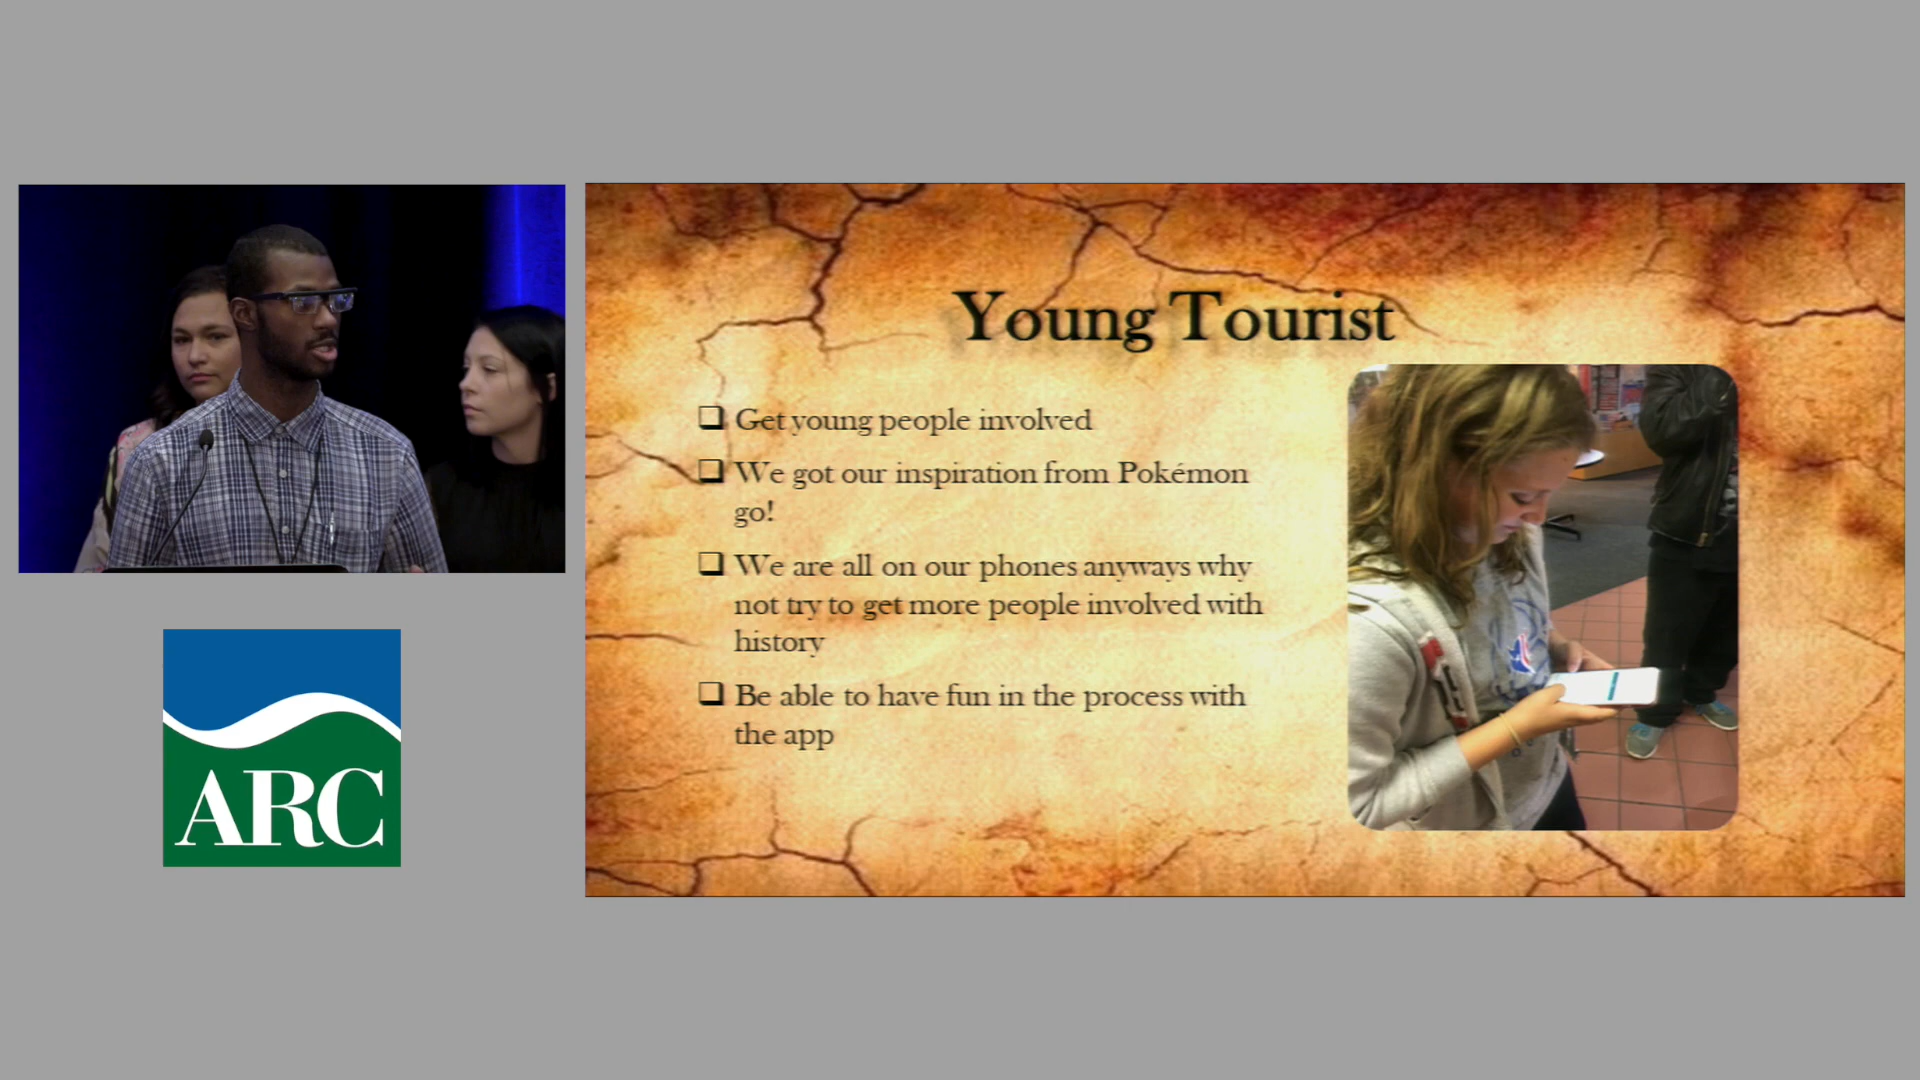 Young Tourist
Get young people involved
We got our inspiration from Pokémon
go!
We are all on our phones anyways why
not try to get more people involved with
history
Be able to have fun in the process with
the app
ARC